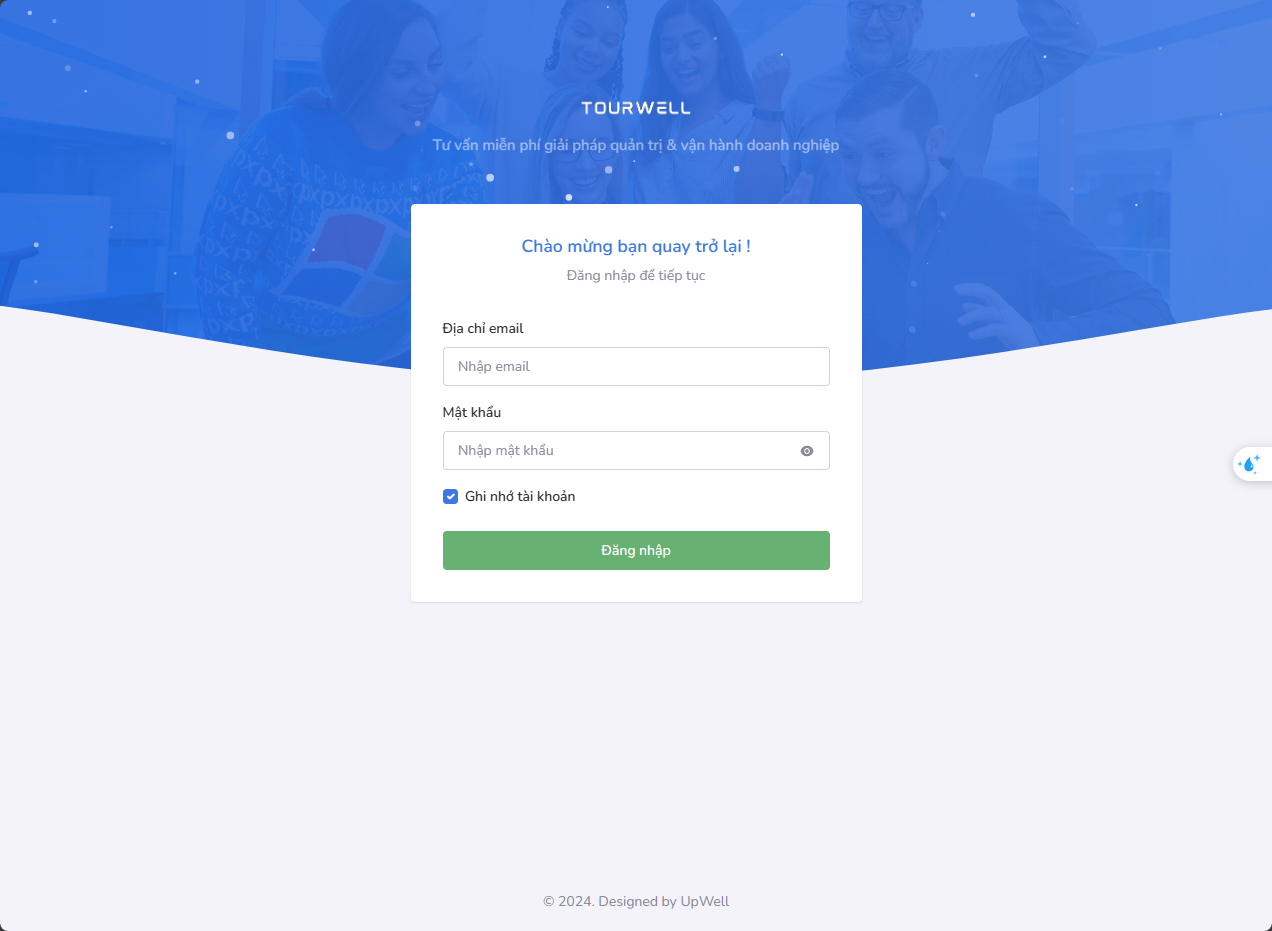 TOURWELL
Tư vấn miễn phí giải pháp quản trị & vận hành doanh nghiệp
Chào mừng bạn quay trở lại !
Đăng nhập để tiếp tục
Địa chỉ email
Nhập email
Mật khẩu
Nhập mật khẩu
Ghi nhớ tài khoản
Đăng nhập
© 2024. Designed by UpWell